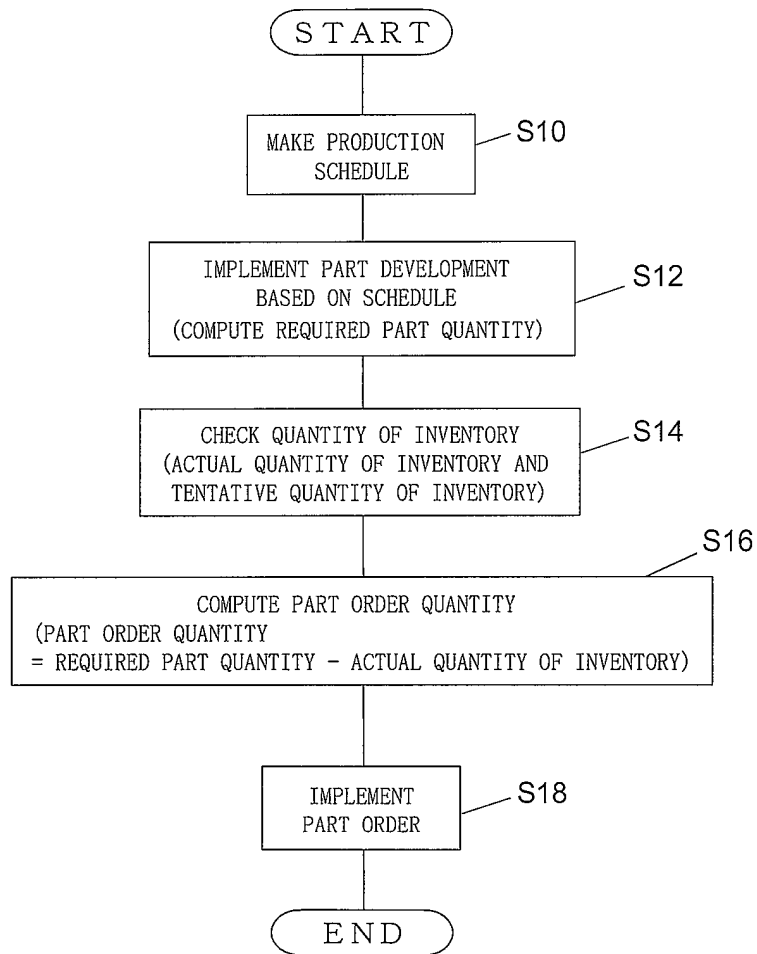 START
MAKE PRODUCTION
SCHEDULE
S10
IMPLEMENT PART DEVELOPMENT
BASED ON SCHEDULE
(COMPUTE REQUIRED PART QUANTITY)
S12
CHECK QUANTITY OF INVENTORY
(ACTUAL QUANTITY OF INVENTORY AND
TENTATIVE QUANTITY OF INVENTORY)
S14
S16
COMPUTE PART ORDER QUANTITY
(PART ORDER QUANTITY
= REQUIRED PART QUANTITY − ACTUAL QUANTITY OF INVENTORY)
IMPLEMENT
PART ORDER
S18
END